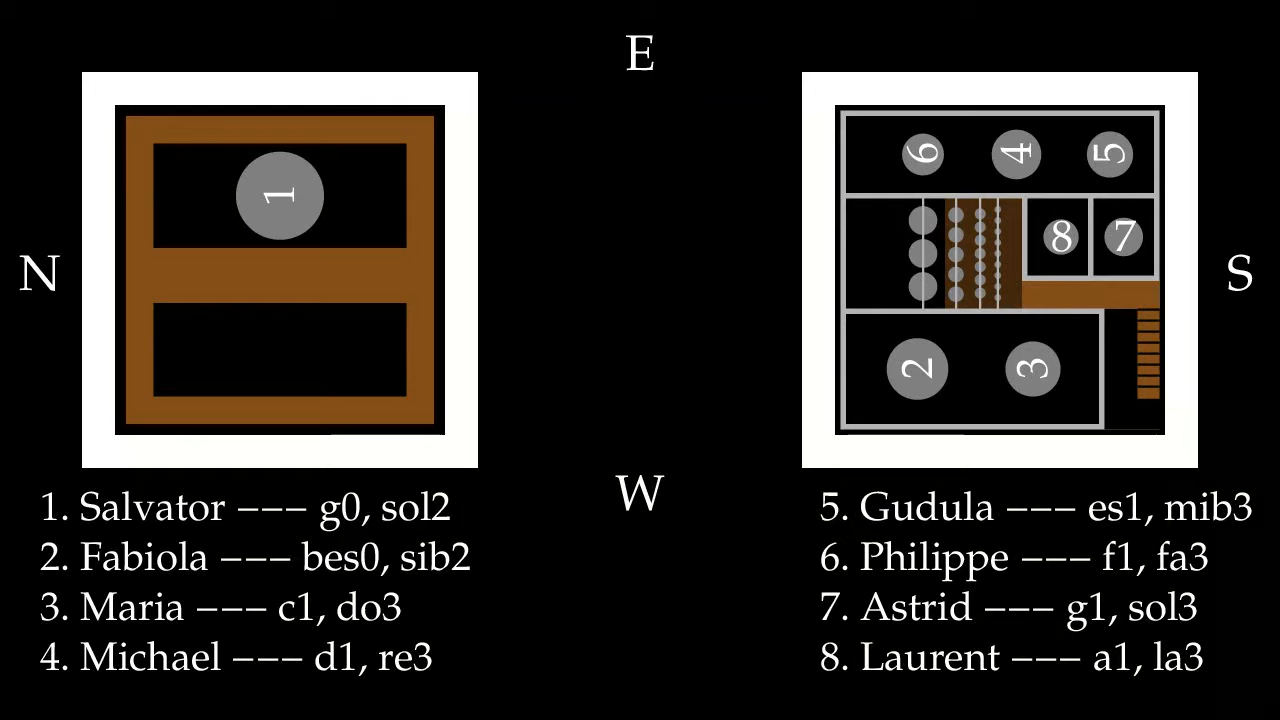 E
N
S
W
1
6
4
5
8
7
2
3
1. Salvator −−− g0, sol2
2. Fabiola −−− bes0, sib2
3. Maria −−− c1, do3
4. Michael −−− d1, re3
5. Gudula −−− es1, mib3
6. Philippe −−− f1, fa3
7. Astrid −−− g1, sol3
8. Laurent −−− a1, la3